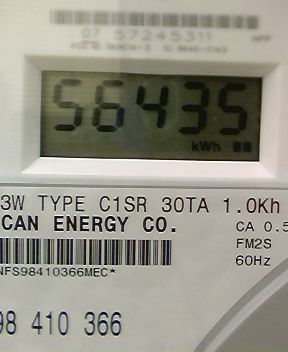 07 57245311
56435
kWh
3W TYPE C1SR 30TA 1.0Kh
CAN ENERGY CO.
CA 0.5
FM2S
60Hz
NFS98410366MEC*
98 410 366